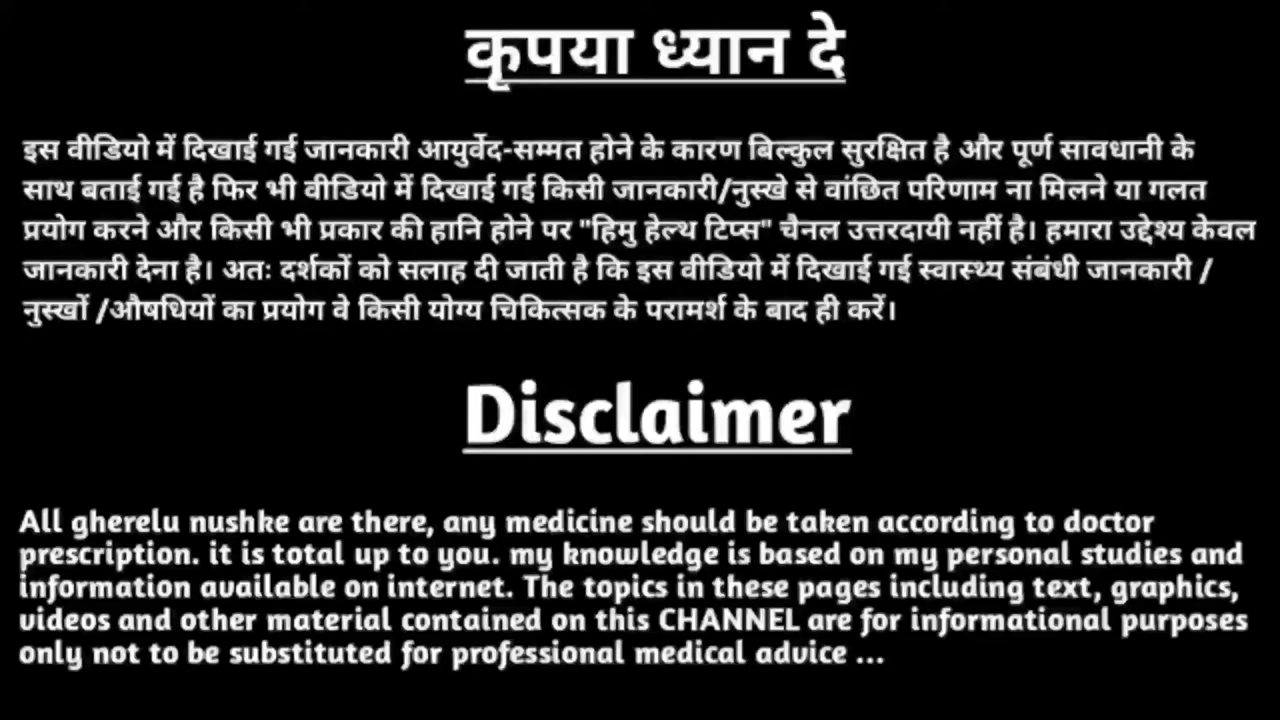 कृपया ध्यान दे
इस वीडियो में दिखाई गई जानकारी आयुर्वेद-सम्मत होने के कारण बिल्कुल सुरक्षित है और पूर्ण सावधानी के
साथ बताई गई है फिर भी वीडियो में दिखाई गई किसी जानकारी/नुस्खे से वांछित परिणाम ना मिलने या गलत
प्रयोग करने और किसी भी प्रकार की हानि होने पर "हिमु हेल्थ टिप्स" चैनल उत्तरदायी नहीं है। हमारा उद्देश्य केवल
जानकारी देना है। अतः दर्शकों को सलाह दी जाती है कि इस वीडियो में दिखाई गई स्वास्थ्य संबंधी जानकारी /
नुस्खों /औषधियों का प्रयोग वे किसी योग्य चिकित्सक के परामर्श के बाद ही करें।
Disclaimer
All gherelu nushke are there, any medicine should be taken according to doctor
prescription. it is total up to you. my knowledge is based on my personal studies and
information available on internet. The topics in these pages including text, graphics,
videos and other material contained on this CHANNEL are for informational purposes
only not to be substituted for professional medical advice ...